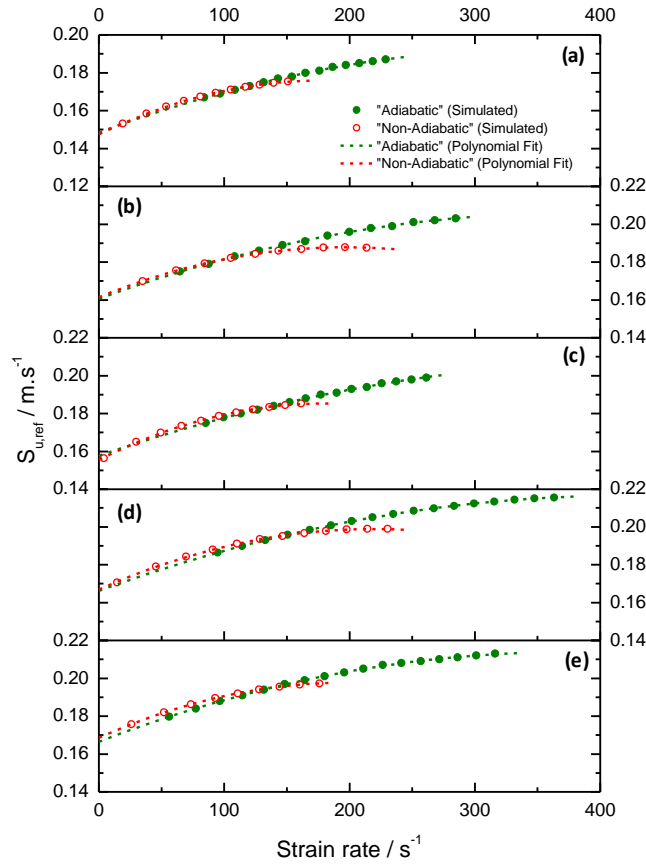 0 100 200 300 400
0.20
0.18
0.16
0.14
0.12
(a)
"Adiabatic" (Simulated)
"Non-Adiabatic" (Simulated)
"Adiabatic" (Polynomial Fit)
"Non-Adiabatic" (Polynomial Fit)
(b)
0.22
0.20
0.18
0.16
0.14
0.22
0.20
0.18
0.16
0.14
(c)
(d)
0.22
0.20
0.18
0.16
0.14
0.22
0.20
0.18
0.16
0.14
(e)
S_{u,ref} / m.s^{-1}
0 100 200 300 400
Strain rate / s^{-1}